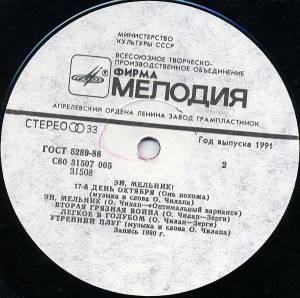 МИНИСТЕРСТВО
КУЛЬТУРЫ СССР
ВСЕСОЮЗНОЕ ТВОРЧЕСКО-
ПРОИЗВОДСТВЕННОЕ ОБЪЕДИНЕНИЕ
ФИРМА
МЕЛОДИЯ
АПРЕЛЕВСКИЙ ОРДЕНА ЛЕНИНА ЗАВОД ГРАМПЛАСТИНОК
СТЕРЕО 33
Год выпуска 1991
ГОСТ 5289-88
С60 31507 005
2
31508
ЭЙ, МЕЛЬНИК!
17-й ДЕНЬ ОКТЯБРЯ (Она похожа)
(музыка и слова О. Чилапа)
ЭЙ, МЕЛЬНИК (О. Чилап—«Оптимальный вариант»)
ВТОРАЯ ГРЯЗНАЯ ВОЙНА (О. Чилап—Зерги)
ЛЕГКОЕ В ГОЛУБОМ (О. Чилап—Зерги)
УТРЕННИЙ ПЛУГ (музыка и слова О. Чилапа)
Запись 1990 г.